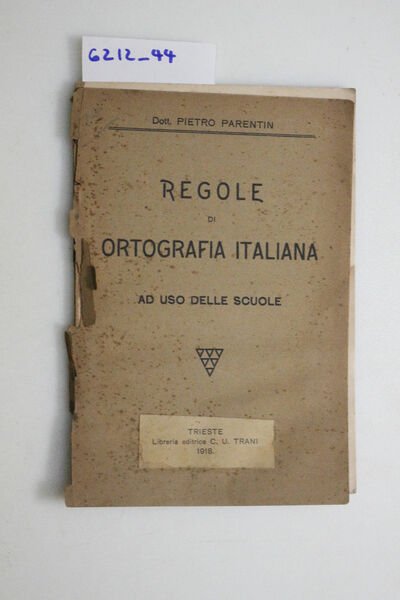 6212_44
Dott. PIETRO PARENTIN
REGOLE
DI
ORTOGRAFIA ITALIANA
AD USO DELLE SCUOLE
TRIESTE
Libreria editrice C. U. TRANI
1918.